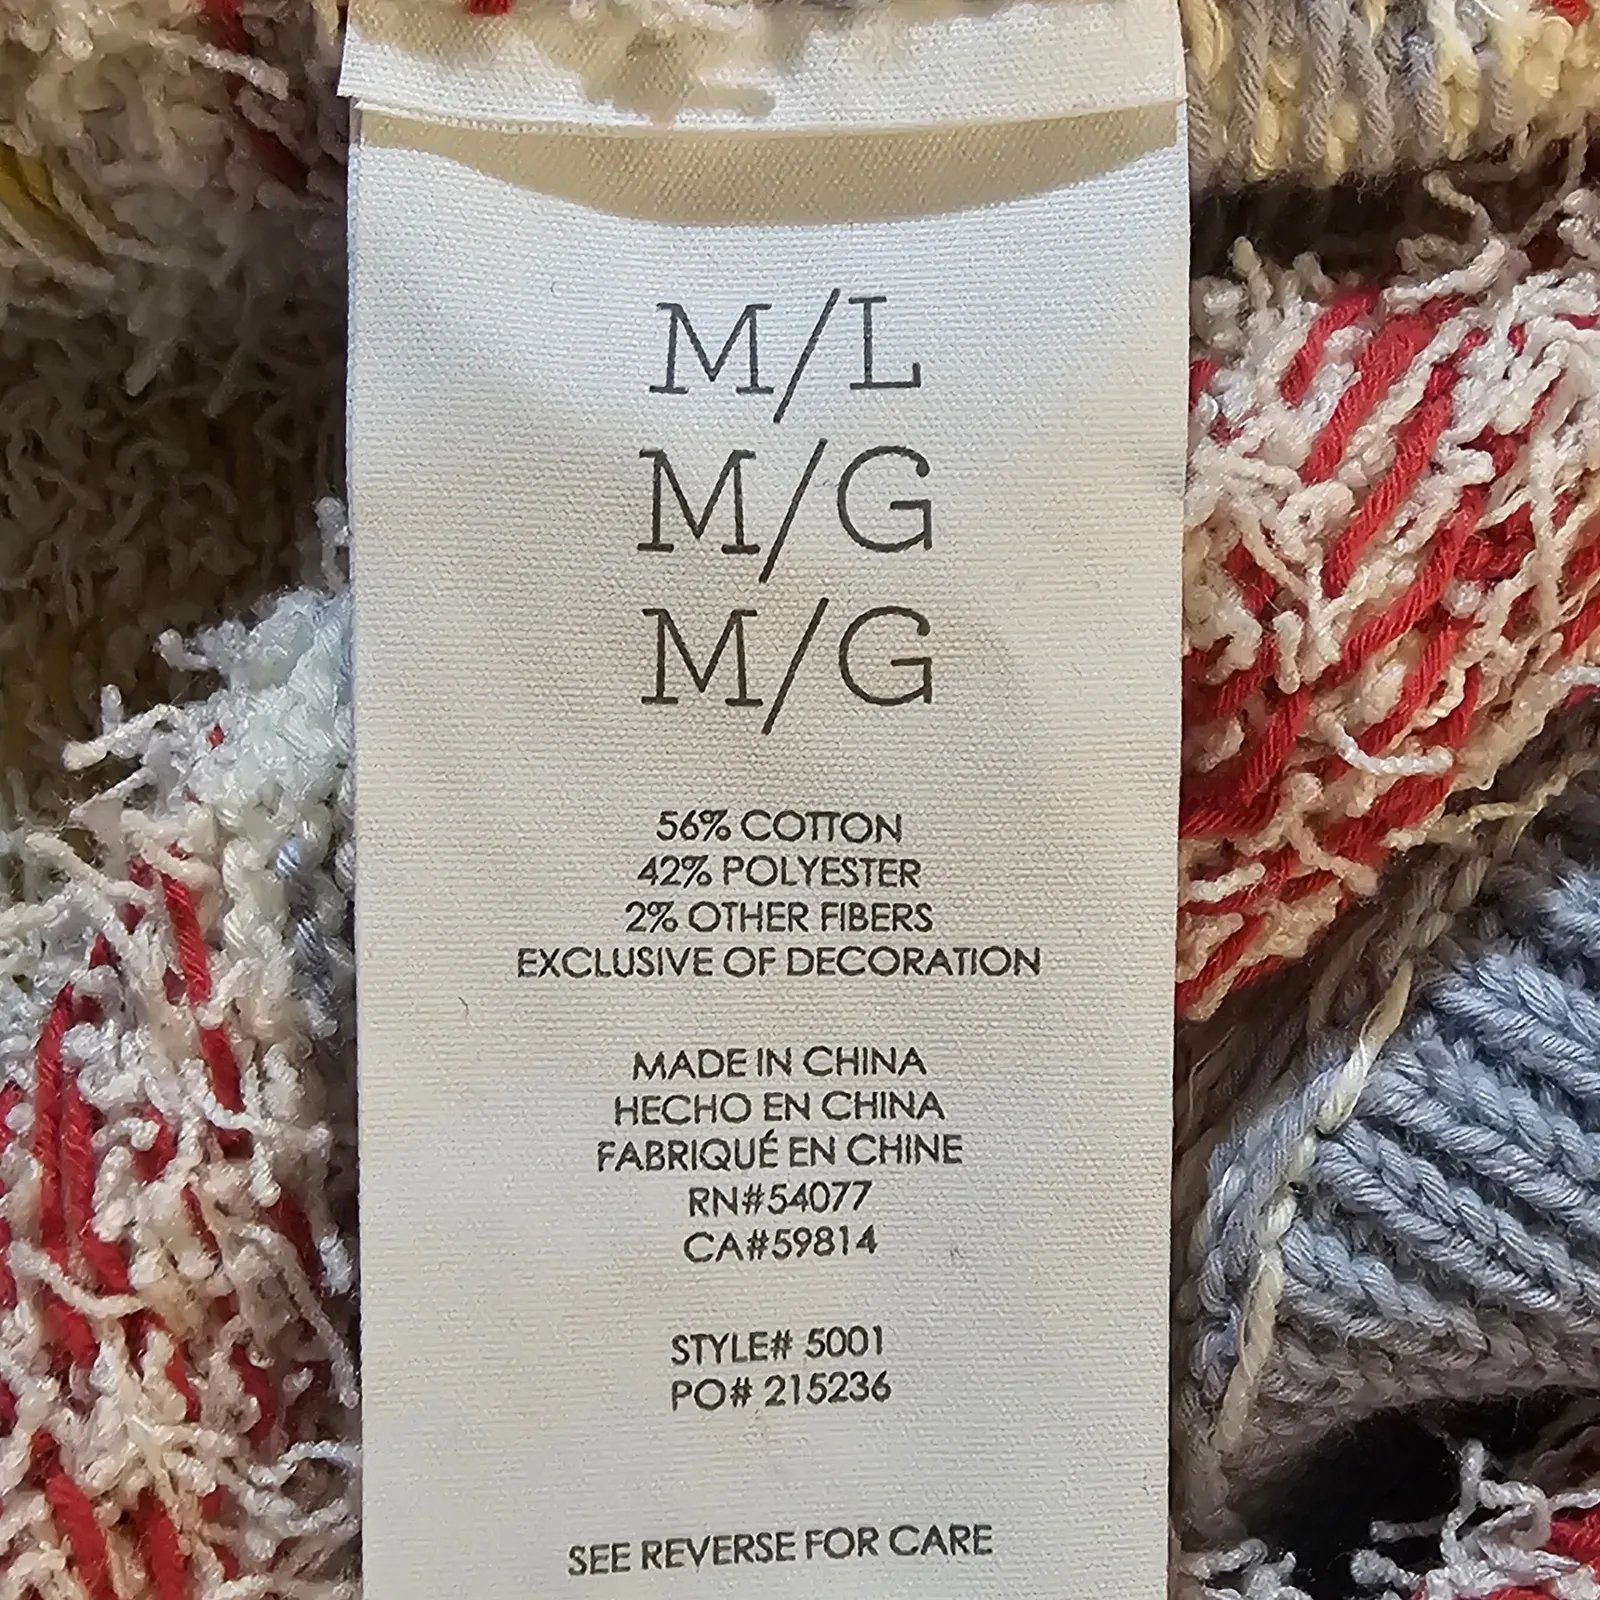 M/L
M/G
M/G
56% COTTON
42% POLYESTER
2% OTHER FIBERS
EXCLUSIVE OF DECORATION
MADE IN CHINA
HECHO EN CHINA
FABRIQUÉ EN CHINE
RN#54077
CA#59814
STYLE# 5001
PO# 215236
SEE REVERSE FOR CARE